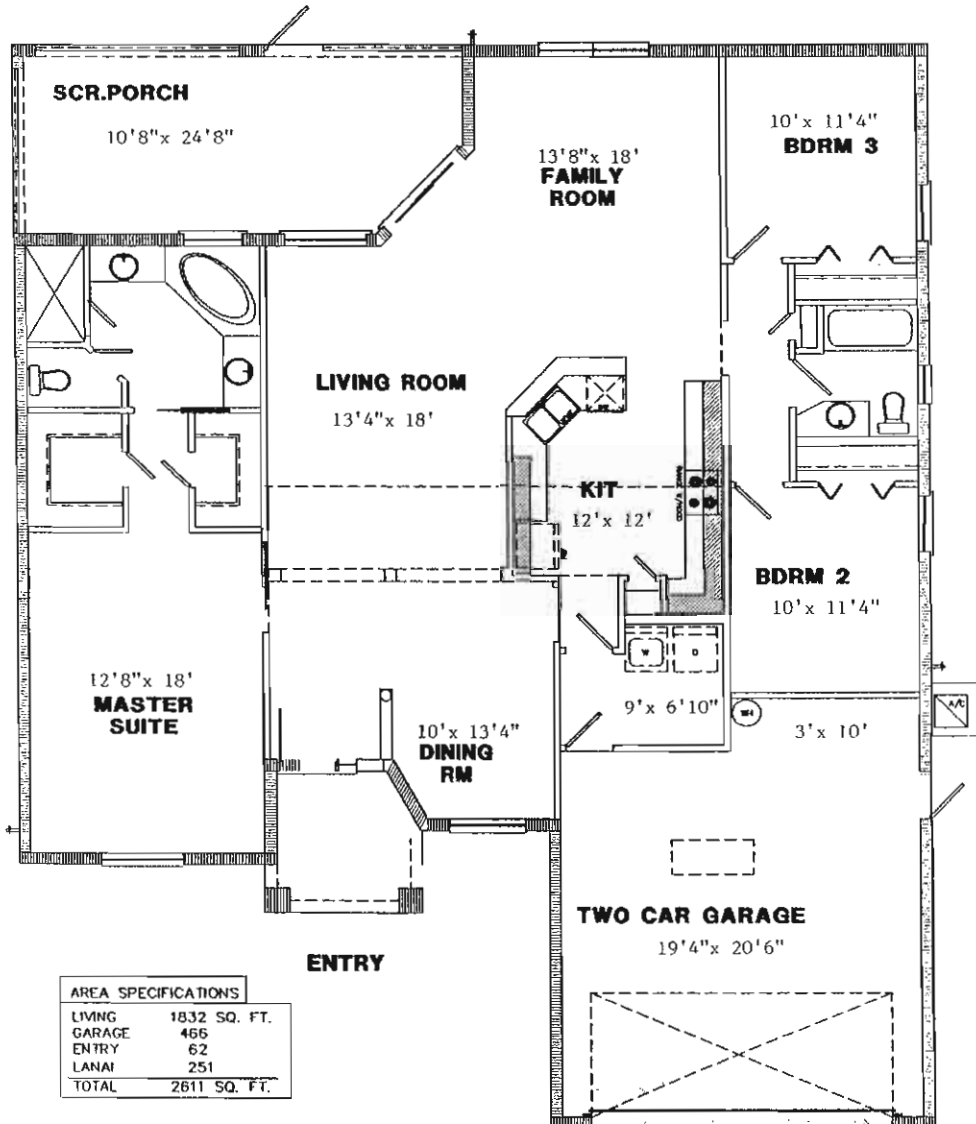 SCR.PORCH
10'8"x 24'8"
13'8"x 18'
FAMILY
ROOM
10'x 11'4"
BDRM 3
LIVING ROOM
13'4"x 18'
KIT
12'x 12'
BDRM 2
10'x 11'4"
12'8"x 18'
MASTER
SUITE
10'x 13'4"
DINING
RM
W
D
9'x 6'10"
WH
3'x 10'
A/C
TWO CAR GARAGE
19'4"x 20'6"
ENTRY
AREA SPECIFICATIONS
LIVING 1832 SQ. FT.
GARAGE 466
ENTRY 62
LANAI 251
TOTAL 2611 SQ. FT.